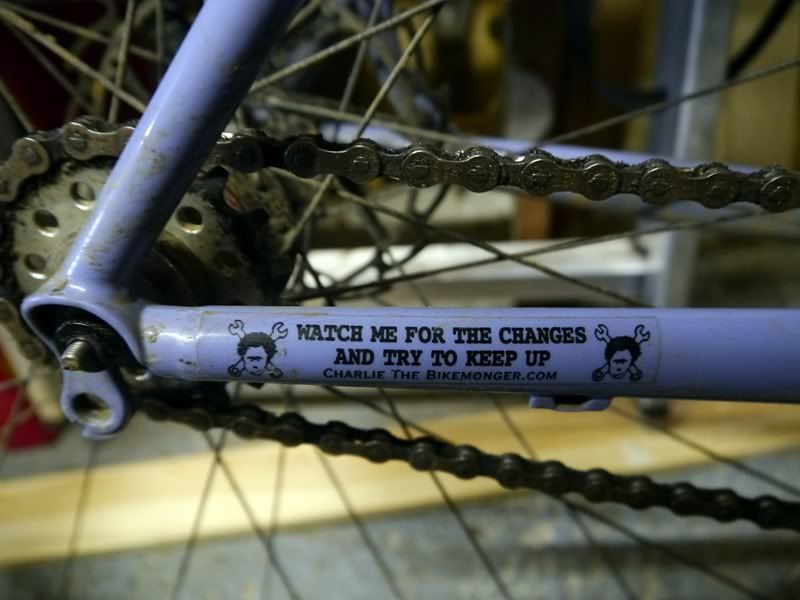 WATCH ME FOR THE CHANGES
AND TRY TO KEEP UP
CHARLIE THE BIKEMONGER.COM